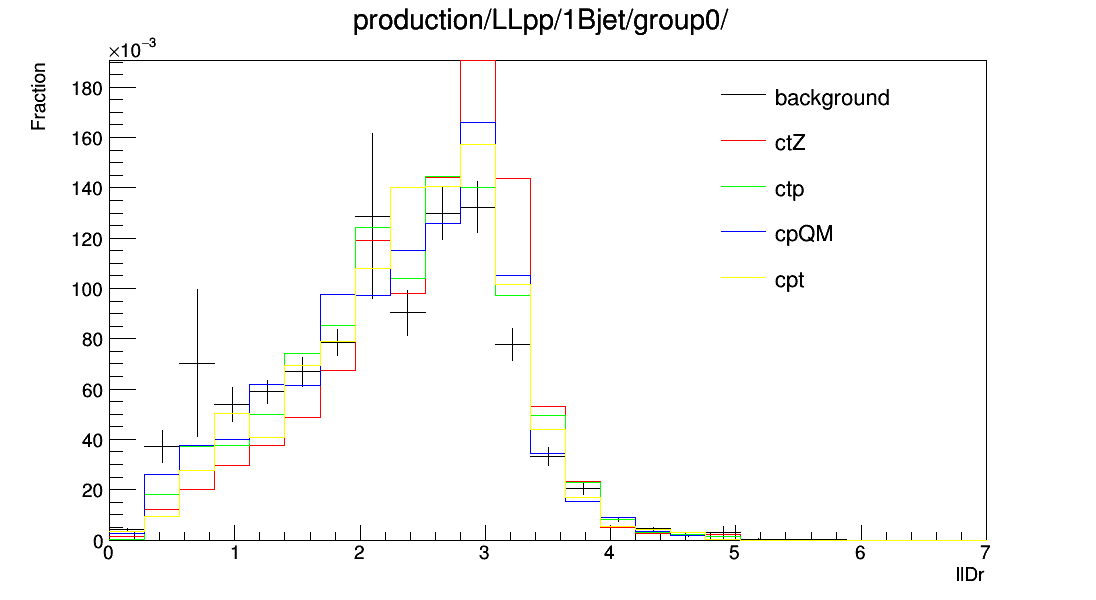 production/LLpp/1Bjet/group0/
×10⁻³
Fraction
180
160
140
120
100
80
60
40
20
0
background
ctZ
ctp
cpQM
cpt
0 1 2 3 4 5 6 7
llDr